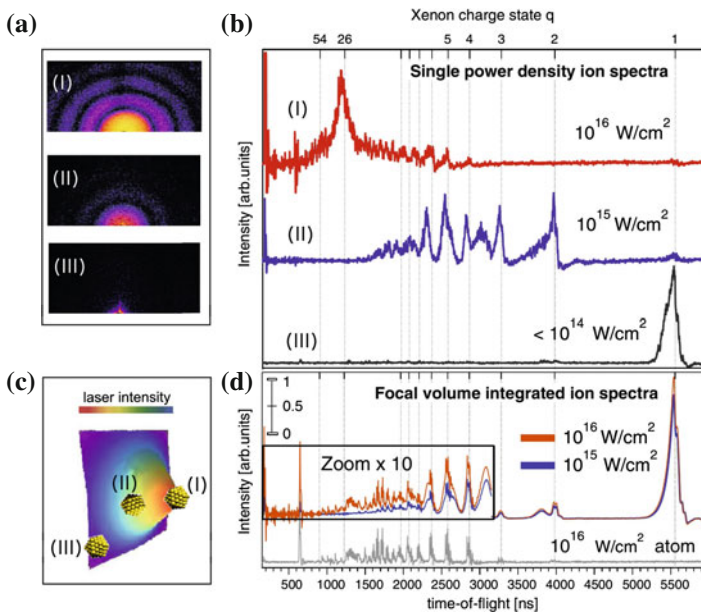 (a)
(I)
(II)
(III)
(b)
Xenon charge state q
54 26 5 4 3 2 1
Single power density ion spectra
(I)
10^16 W/cm^2
(II)
10^15 W/cm^2
(III)
< 10^14 W/cm^2
Intensity [arb.units]
(c)
laser intensity
(I)
(II)
(III)
(d)
Focal volume integrated ion spectra
1
0.5
0
Zoom x 10
10^16 W/cm^2
10^15 W/cm^2
10^16 W/cm^2 atom
Intensity [arb.units]
500 1000 1500 2000 2500 3000 3500 4000 4500 5000 5500
time-of-flight [ns]